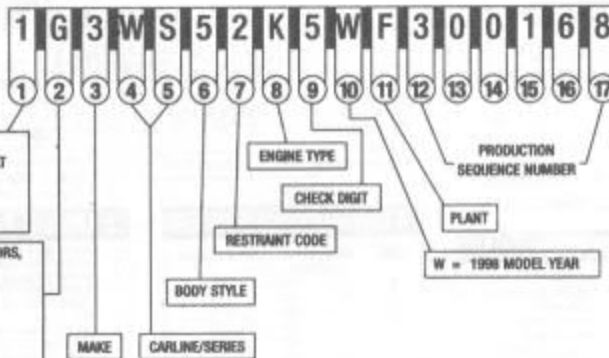 1 G 3 W S 5 2 K 5 W F 3 0 0 1 6 8
1 2 3 4 5 6 7 8 9 10 11 12 13 14 15 16 17
ENGINE TYPE
PRODUCTION
SEQUENCE NUMBER
CHECK DIGIT
PLANT
RESTRAINT CODE
W = 1998 MODEL YEAR
BODY STYLE
MAKE
CARLINE/SERIES